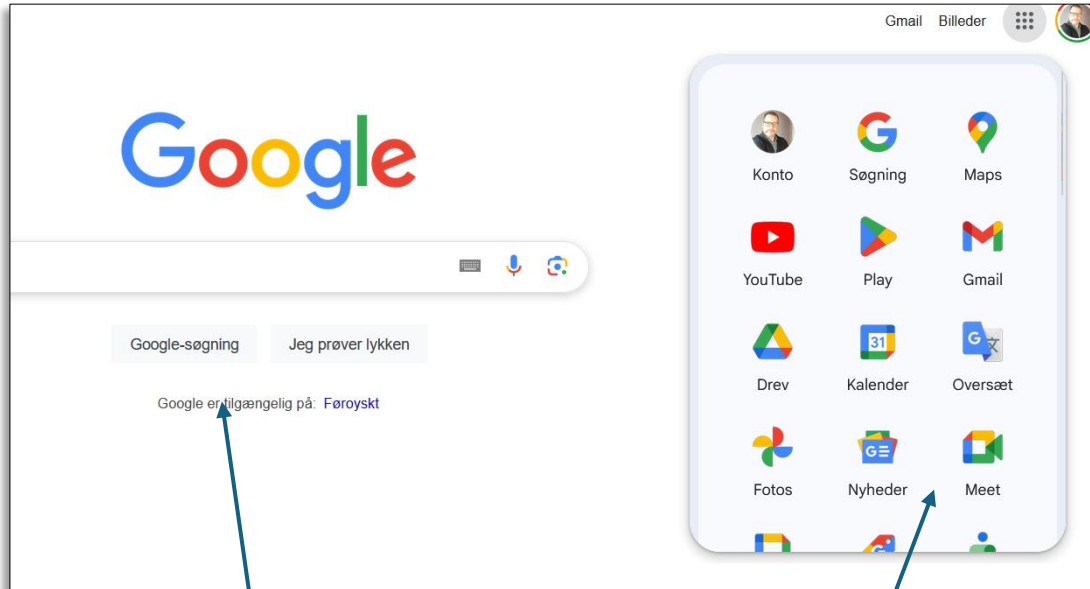 Gmail Billeder
Google
Konto Søgning Maps
YouTube Play Gmail
Google-søgning Jeg prøver lykken
Drev Kalender Oversæt
31
G 文
Google er tilgængelig på: Føroyskt
Fotos Nyheder Meet